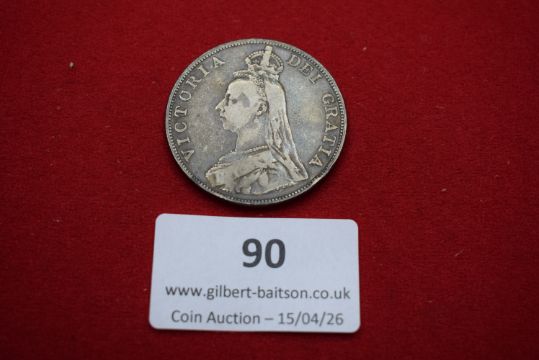 VICTORIA DEI GRATIA
90
www.gilbert-baitson.co.uk
Coin Auction – 15/04/26